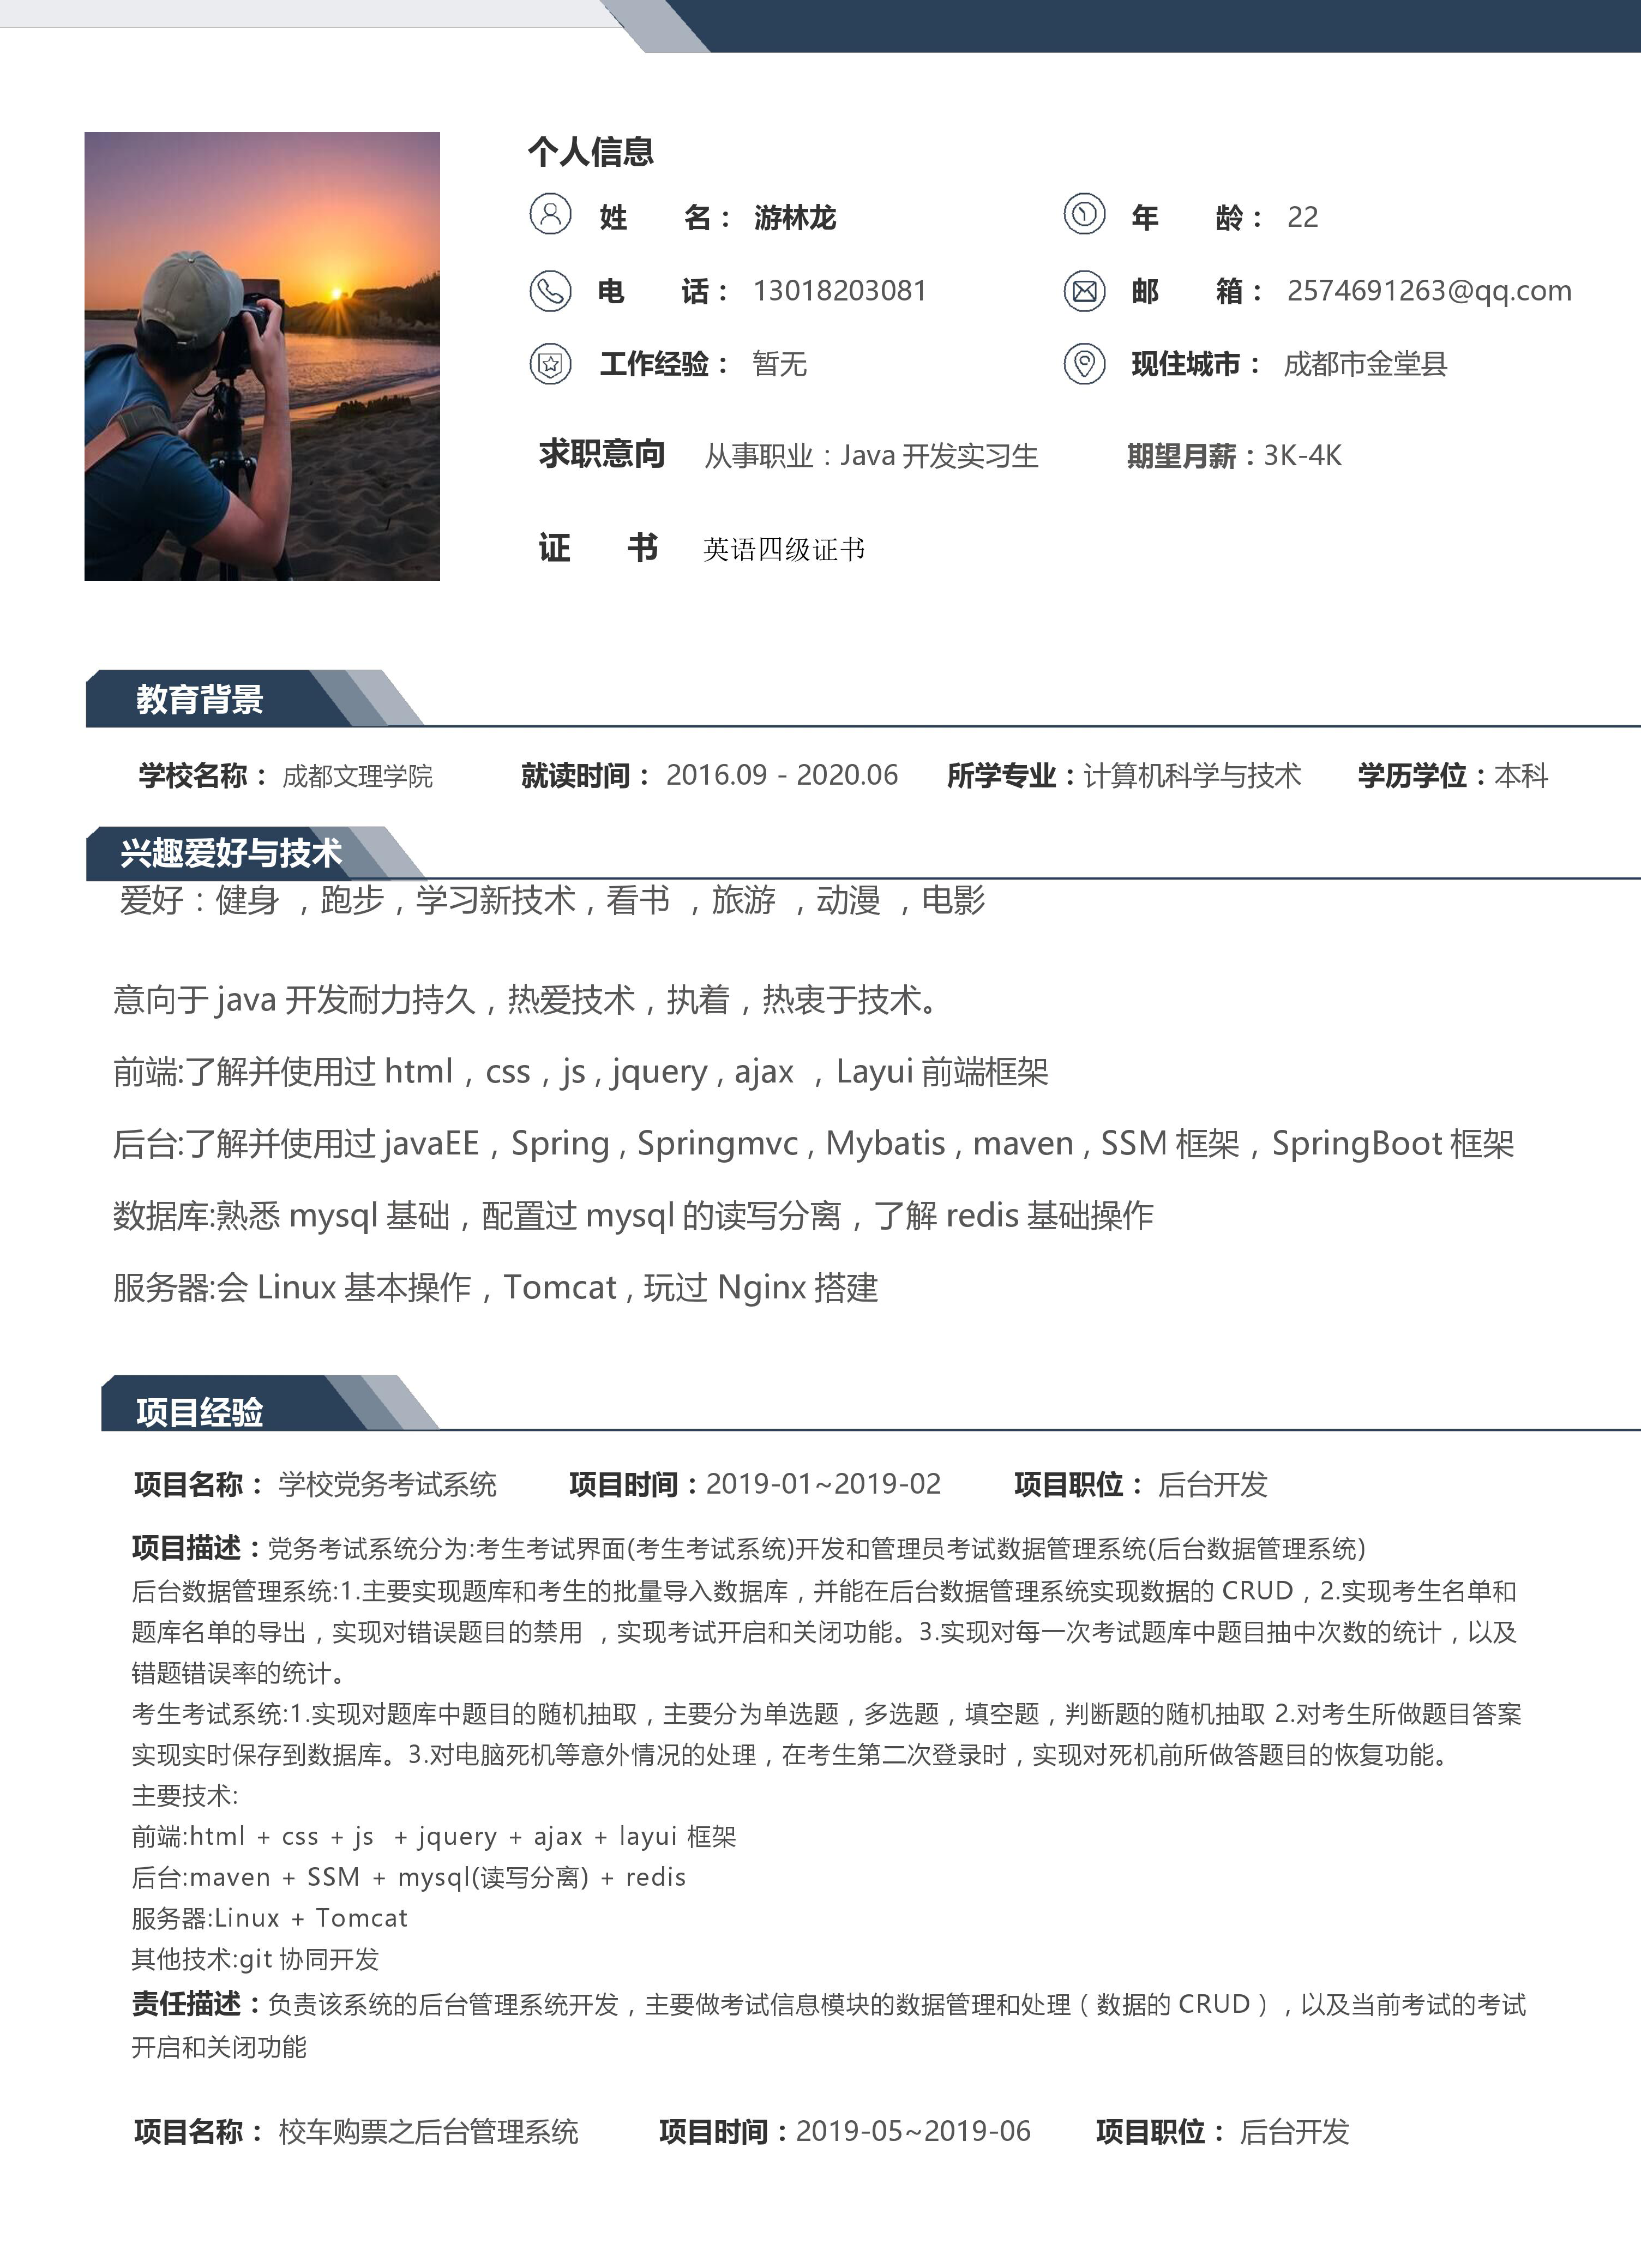 个人信息
姓 名： 游林龙 年 龄： 22
电 话： 13018203081 邮 箱： 2574691263@qq.com
工作经验： 暂无 现住城市： 成都市金堂县
求职意向 从事职业：Java 开发实习生 期望月薪：3K-4K
证 书 英语四级证书
教育背景
学校名称： 成都文理学院 就读时间： 2016.09 - 2020.06 所学专业：计算机科学与技术 学历学位：本科
兴趣爱好与技术
爱好：健身 ，跑步，学习新技术，看书 ，旅游 ，动漫 ，电影
意向于 java 开发耐力持久，热爱技术，执着，热衷于技术。
前端:了解并使用过 html，css，js , jquery , ajax ，Layui 前端框架
后台:了解并使用过 javaEE，Spring , Springmvc , Mybatis , maven , SSM 框架，SpringBoot 框架
数据库:熟悉 mysql 基础，配置过 mysql 的读写分离，了解 redis 基础操作
服务器:会 Linux 基本操作，Tomcat , 玩过 Nginx 搭建
项目经验
项目名称： 学校党务考试系统 项目时间：2019-01~2019-02 项目职位： 后台开发
项目描述：党务考试系统分为:考生考试界面(考生考试系统)开发和管理员考试数据管理系统(后台数据管理系统)
后台数据管理系统:1.主要实现题库和考生的批量导入数据库，并能在后台数据管理系统实现数据的 CRUD，2.实现考生名单和
题库名单的导出，实现对错误题目的禁用 ，实现考试开启和关闭功能。3.实现对每一次考试题库中题目抽中次数的统计，以及
错题错误率的统计。
考生考试系统:1.实现对题库中题目的随机抽取，主要分为单选题，多选题，填空题，判断题的随机抽取 2.对考生所做题目答案
实现实时保存到数据库。3.对电脑死机等意外情况的处理，在考生第二次登录时，实现对死机前所做答题目的恢复功能。
主要技术:
前端:html + css + js + jquery + ajax + layui 框架
后台:maven + SSM + mysql(读写分离) + redis
服务器:Linux + Tomcat
其他技术:git 协同开发
责任描述：负责该系统的后台管理系统开发，主要做考试信息模块的数据管理和处理（数据的 CRUD），以及当前考试的考试
开启和关闭功能
项目名称： 校车购票之后台管理系统 项目时间：2019-05~2019-06 项目职位： 后台开发